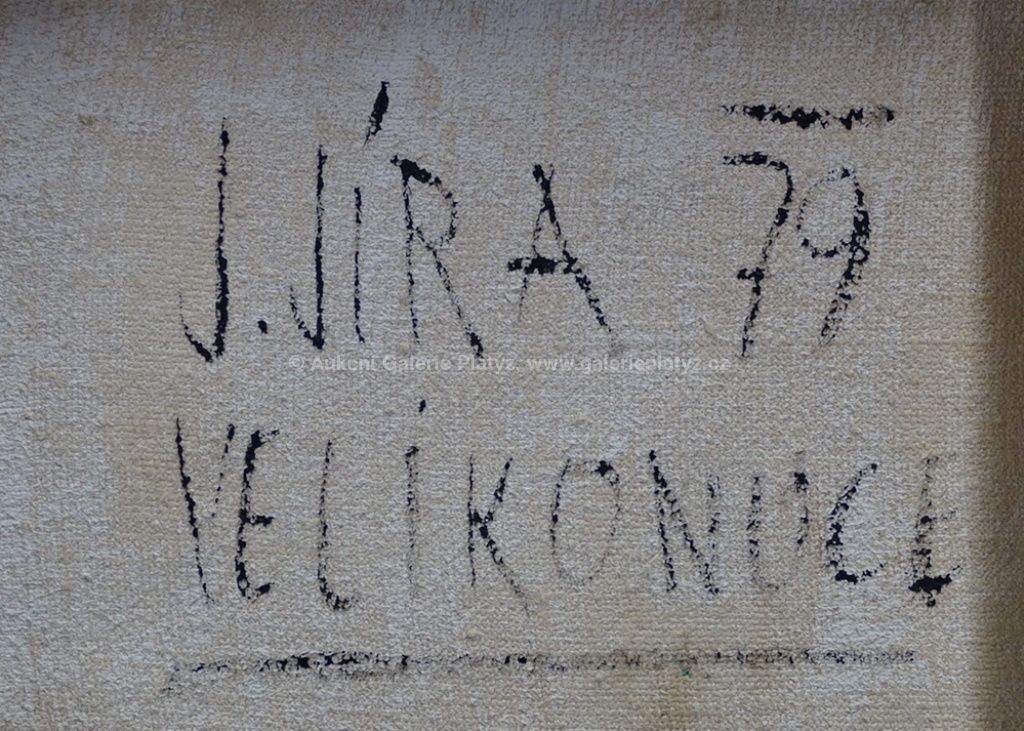 J. JÍRA 79
© Aukční Galerie Platýz, www.galerieplatyz.cz
VELIKONOCE